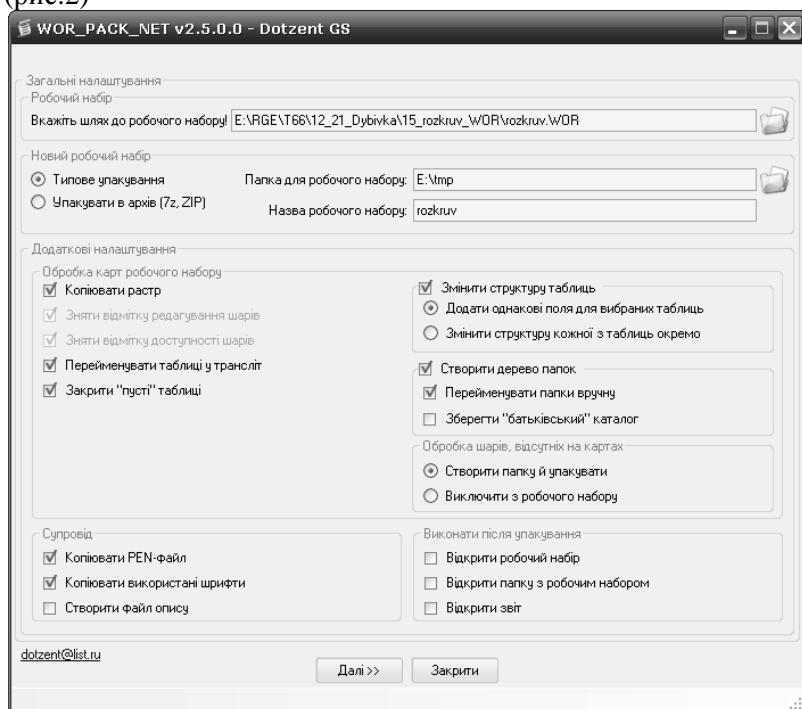 (рис.2)
WOR_PACK_NET v2.5.0.0 - Dotzent GS
Загальні налаштування
Робочий набір
Вкажіть шлях до робочого набору! E:\RGE\T66\12_21_Dybivka\15_rozkruv_WOR\rozkruv.WOR
Новий робочий набір
Типове упакування
Папка для робочого набору: E:\tmp
Упакувати в архів (7z, ZIP)
Назва робочого набору: rozkruv
Додаткові налаштування
Обробка карт робочого набору
Копіювати растр
Зняти відмітку редагування шарів
Зняти відмітку доступності шарів
Перейменувати таблиці у трансліт
Закрити "пусті" таблиці
Змінити структуру таблиць
Додати однакові поля для вибраних таблиць
Змінити структуру кожної з таблиць окремо
Створити дерево папок
Перейменувати папки вручну
Зберегти "батьківський" каталог
Обробка шарів, відсутніх на картах
Створити папку й упакувати
Виключити з робочого набору
Супровід
Копіювати PEN-файл
Копіювати використані шрифти
Створити файл опису
Виконати після упакування
Відкрити робочий набір
Відкрити папку з робочим набором
Відкрити звіт
dotzent@list.ru
Далі >>
Закрити